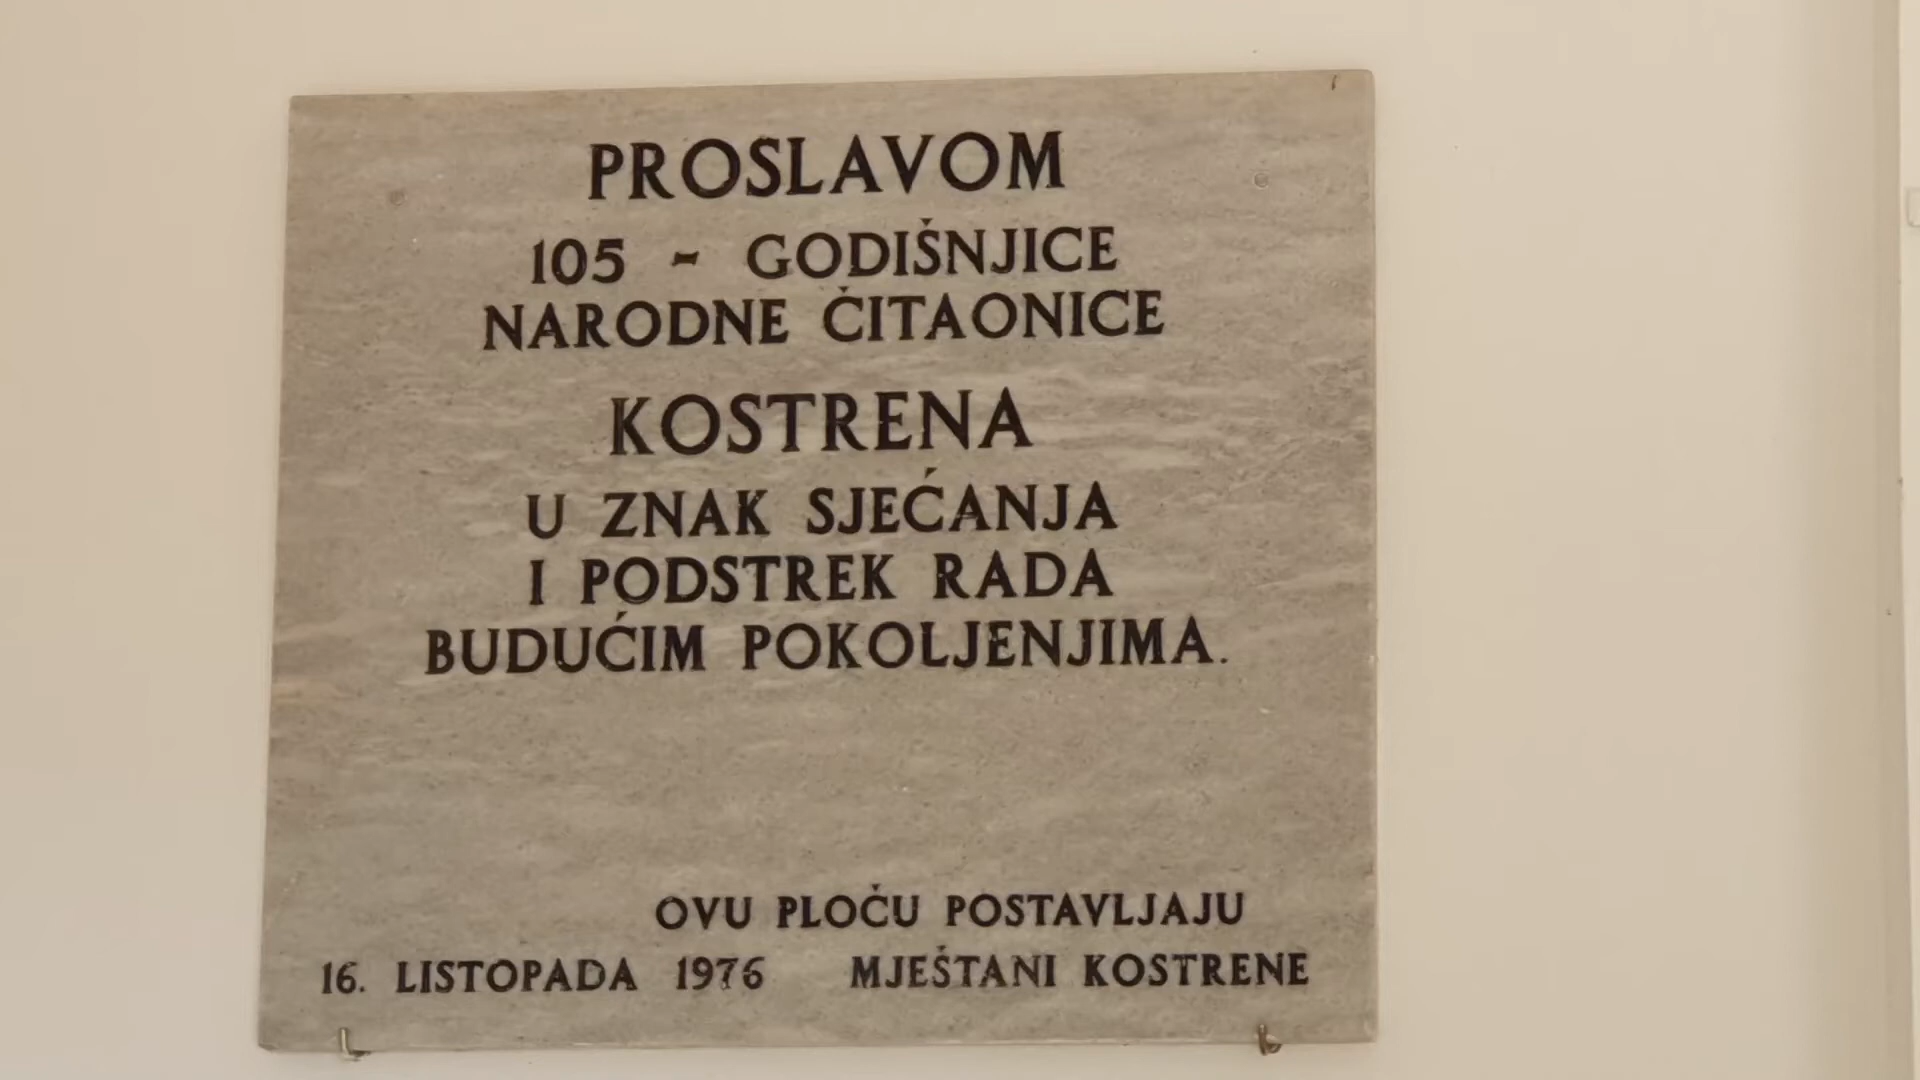 PROSLAVOM
105 - GODIŠNJICE
NARODNE ČITAONICE
KOSTRENA
U ZNAK SJEĆANJA
I PODSTREK RADA
BUDUĆIM POKOLJENJIMA.
OVU PLOČU POSTAVLJAJU
16. LISTOPADA 1976 MJEŠTANI KOSTRENE